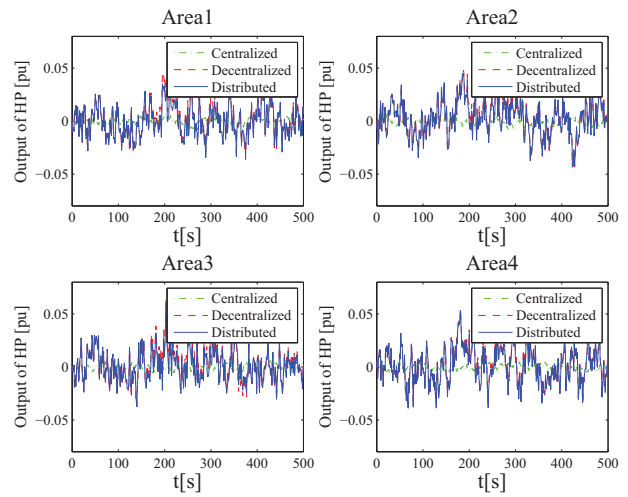 Area1
Output of HP [pu]
0.05
0
−0.05
Centralized
Decentralized
Distributed
0 100 200 300 400 500
t[s]
Area2
Output of HP [pu]
0.05
0
−0.05
Centralized
Decentralized
Distributed
0 100 200 300 400 500
t[s]
Area3
Output of HP [pu]
0.05
0
−0.05
Centralized
Decentralized
Distributed
0 100 200 300 400 500
t[s]
Area4
Output of HP [pu]
0.05
0
−0.05
Centralized
Decentralized
Distributed
0 100 200 300 400 500
t[s]